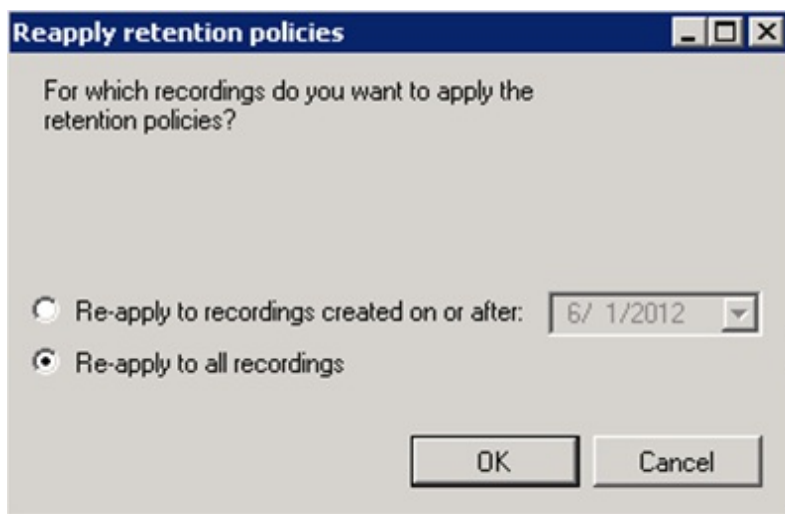 Reapply retention policies
For which recordings do you want to apply the
retention policies?
Re-apply to recordings created on or after: 6/ 1/2012
Re-apply to all recordings
OK Cancel